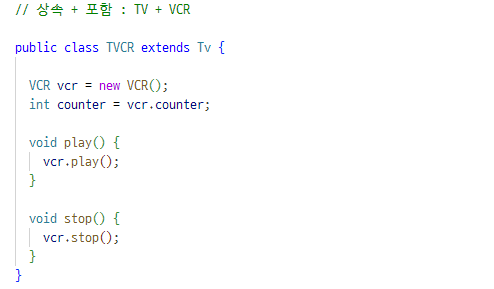 // 상속 + 포함 : TV + VCR
public class TVCR extends Tv {
VCR vcr = new VCR();
int counter = vcr.counter;
void play() {
vcr.play();
}
void stop() {
vcr.stop();
}
}